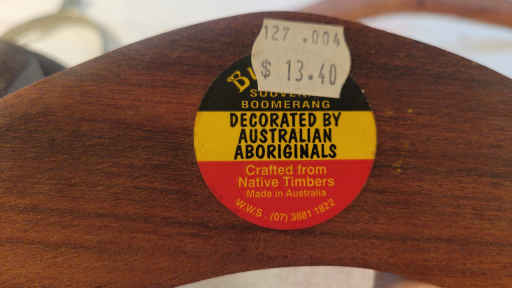 127 .004
$ 13.40
BOOMERANG
DECORATED BY
AUSTRALIAN
ABORIGINALS
Crafted from
Native Timbers
Made in Australia
W.W.S. (07) 3881 1822